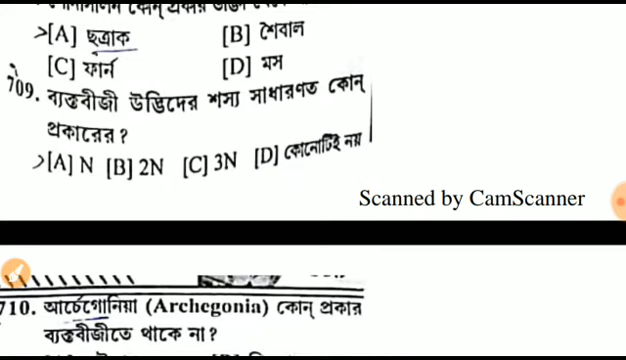 >[A] ছত্রাক [B] শৈবাল
[C] ফার্ন [D] মস
709. ব্যক্তবীজী উদ্ভিদের শস্য সাধারণত কোন্
প্রকারের?
>[A] N [B] 2N [C] 3N [D] কোনোটিই নয়
Scanned by CamScanner
710. আর্চেগোনিয়া (Archegonia) কোন্ প্রকার
ব্যক্তবীজীতে থাকে না?